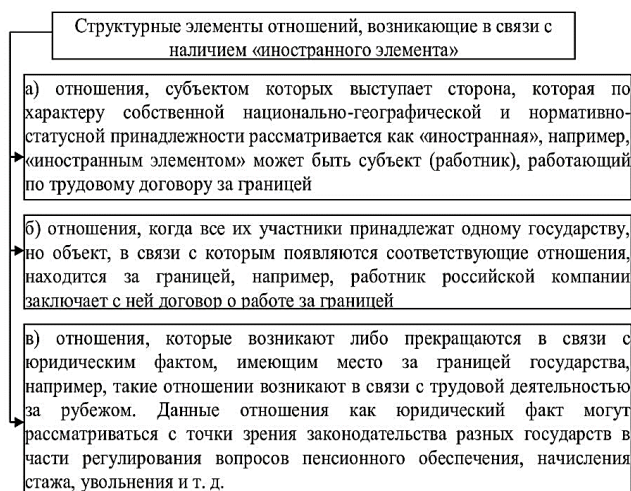 Структурные элементы отношений, возникающие в связи с
наличием «иностранного элемента»
а) отношения, субъектом которых выступает сторона, которая по
характеру собственной национально-географической и нормативно-
статусной принадлежности рассматривается как «иностранная», например,
«иностранным элементом» может быть субъект (работник), работающий
по трудовому договору за границей
б) отношения, когда все их участники принадлежат одному государству,
но объект, в связи с которым появляются соответствующие отношения,
находится за границей, например, работник российской компании
заключает с ней договор о работе за границей
в) отношения, которые возникают либо прекращаются в связи с
юридическим фактом, имеющим место за границей государства,
например, такие отношении возникают в связи с трудовой деятельностью
за рубежом. Данные отношения как юридический факт могут
рассматриваться с точки зрения законодательства разных государств в
части регулирования вопросов пенсионного обеспечения, начисления
стажа, увольнения и т. д.